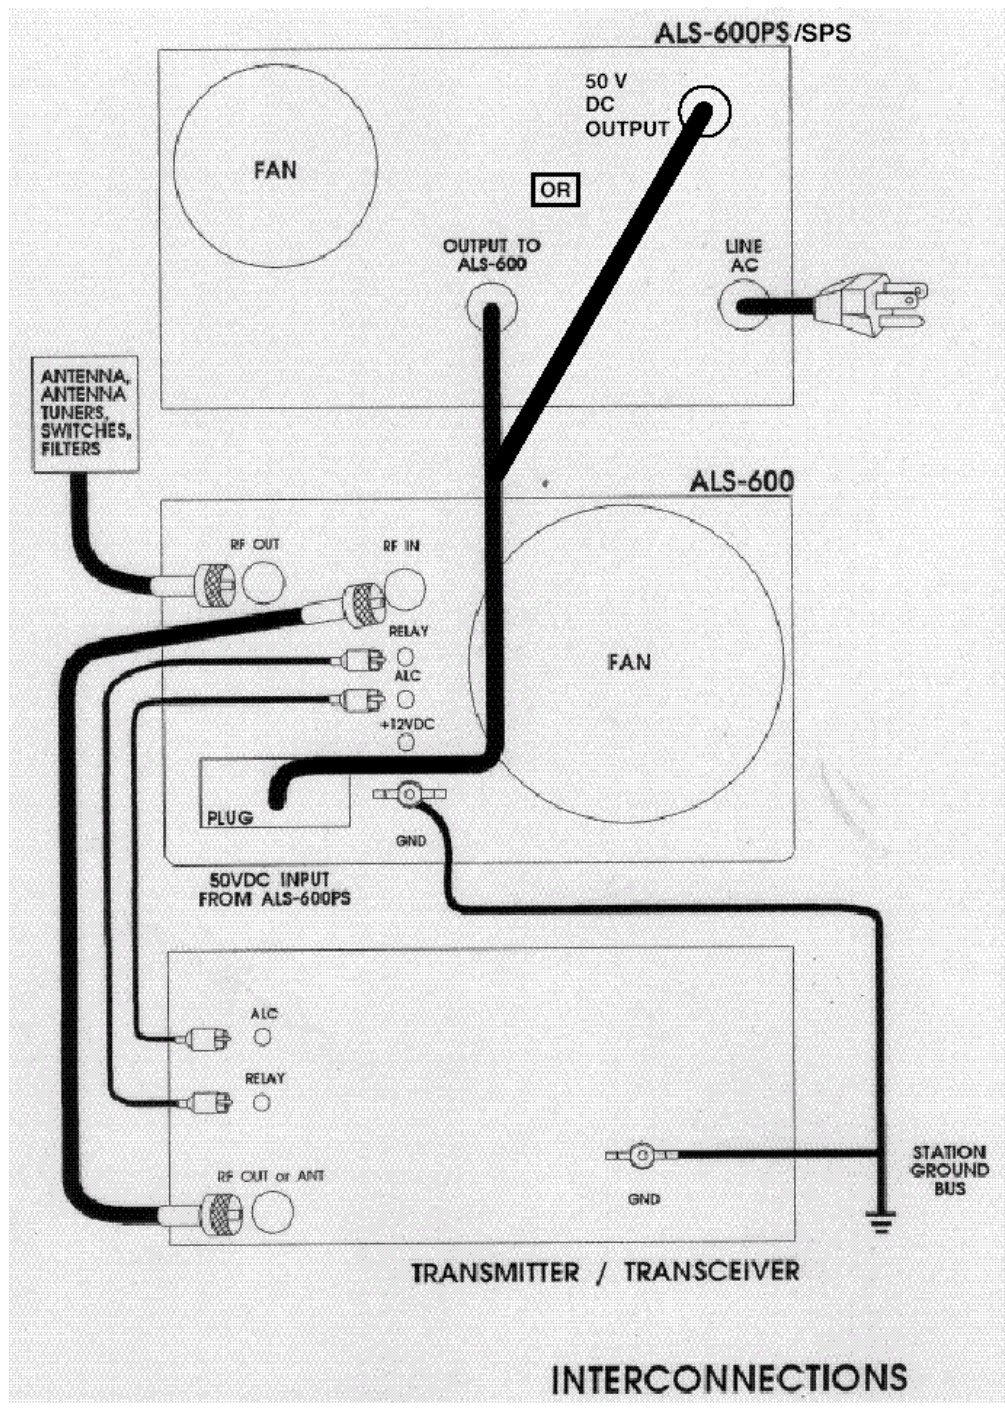 ALS-600PS/SPS
50 V
DC
OUTPUT
FAN
OR
OUTPUT TO
ALS-600
LINE
AC
ANTENNA,
ANTENNA
TUNERS,
SWITCHES,
FILTERS
ALS-600
RF OUT
RF IN
RELAY
ALC
+12VDC
FAN
PLUG
GND
50VDC INPUT
FROM ALS-600PS
ALC
RELAY
RF OUT or ANT
GND
STATION
GROUND
BUS
TRANSMITTER / TRANSCEIVER
INTERCONNECTIONS